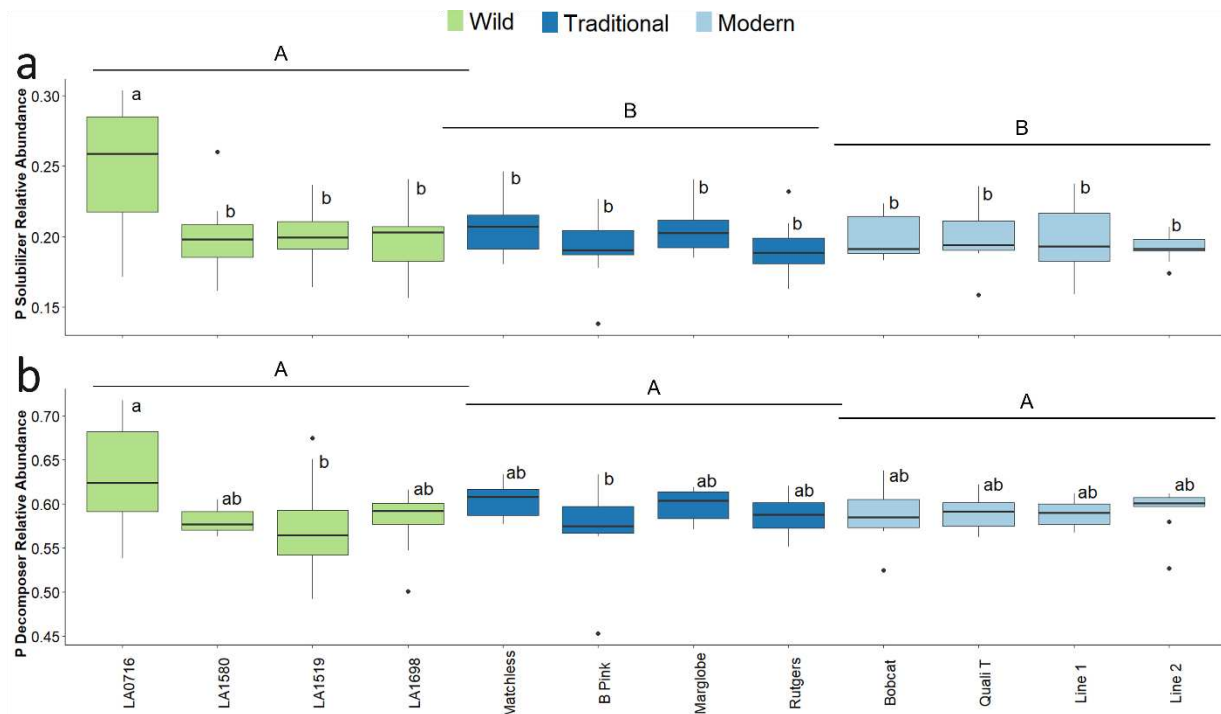 Wild Traditional Modern
a
A
B
B
P Solubilizer Relative Abundance
0.30
0.25
0.20
0.15
a b b b b b b b b b b b
b
A
A
A
P Decomposer Relative Abundance
0.70
0.65
0.60
0.55
0.50
0.45
a ab b ab ab b ab ab ab ab ab ab
LA0716
LA1580
LA1519
LA1698
Matchless
B Pink
Marglobe
Rutgers
Bobcat
Quali T
Line 1
Line 2